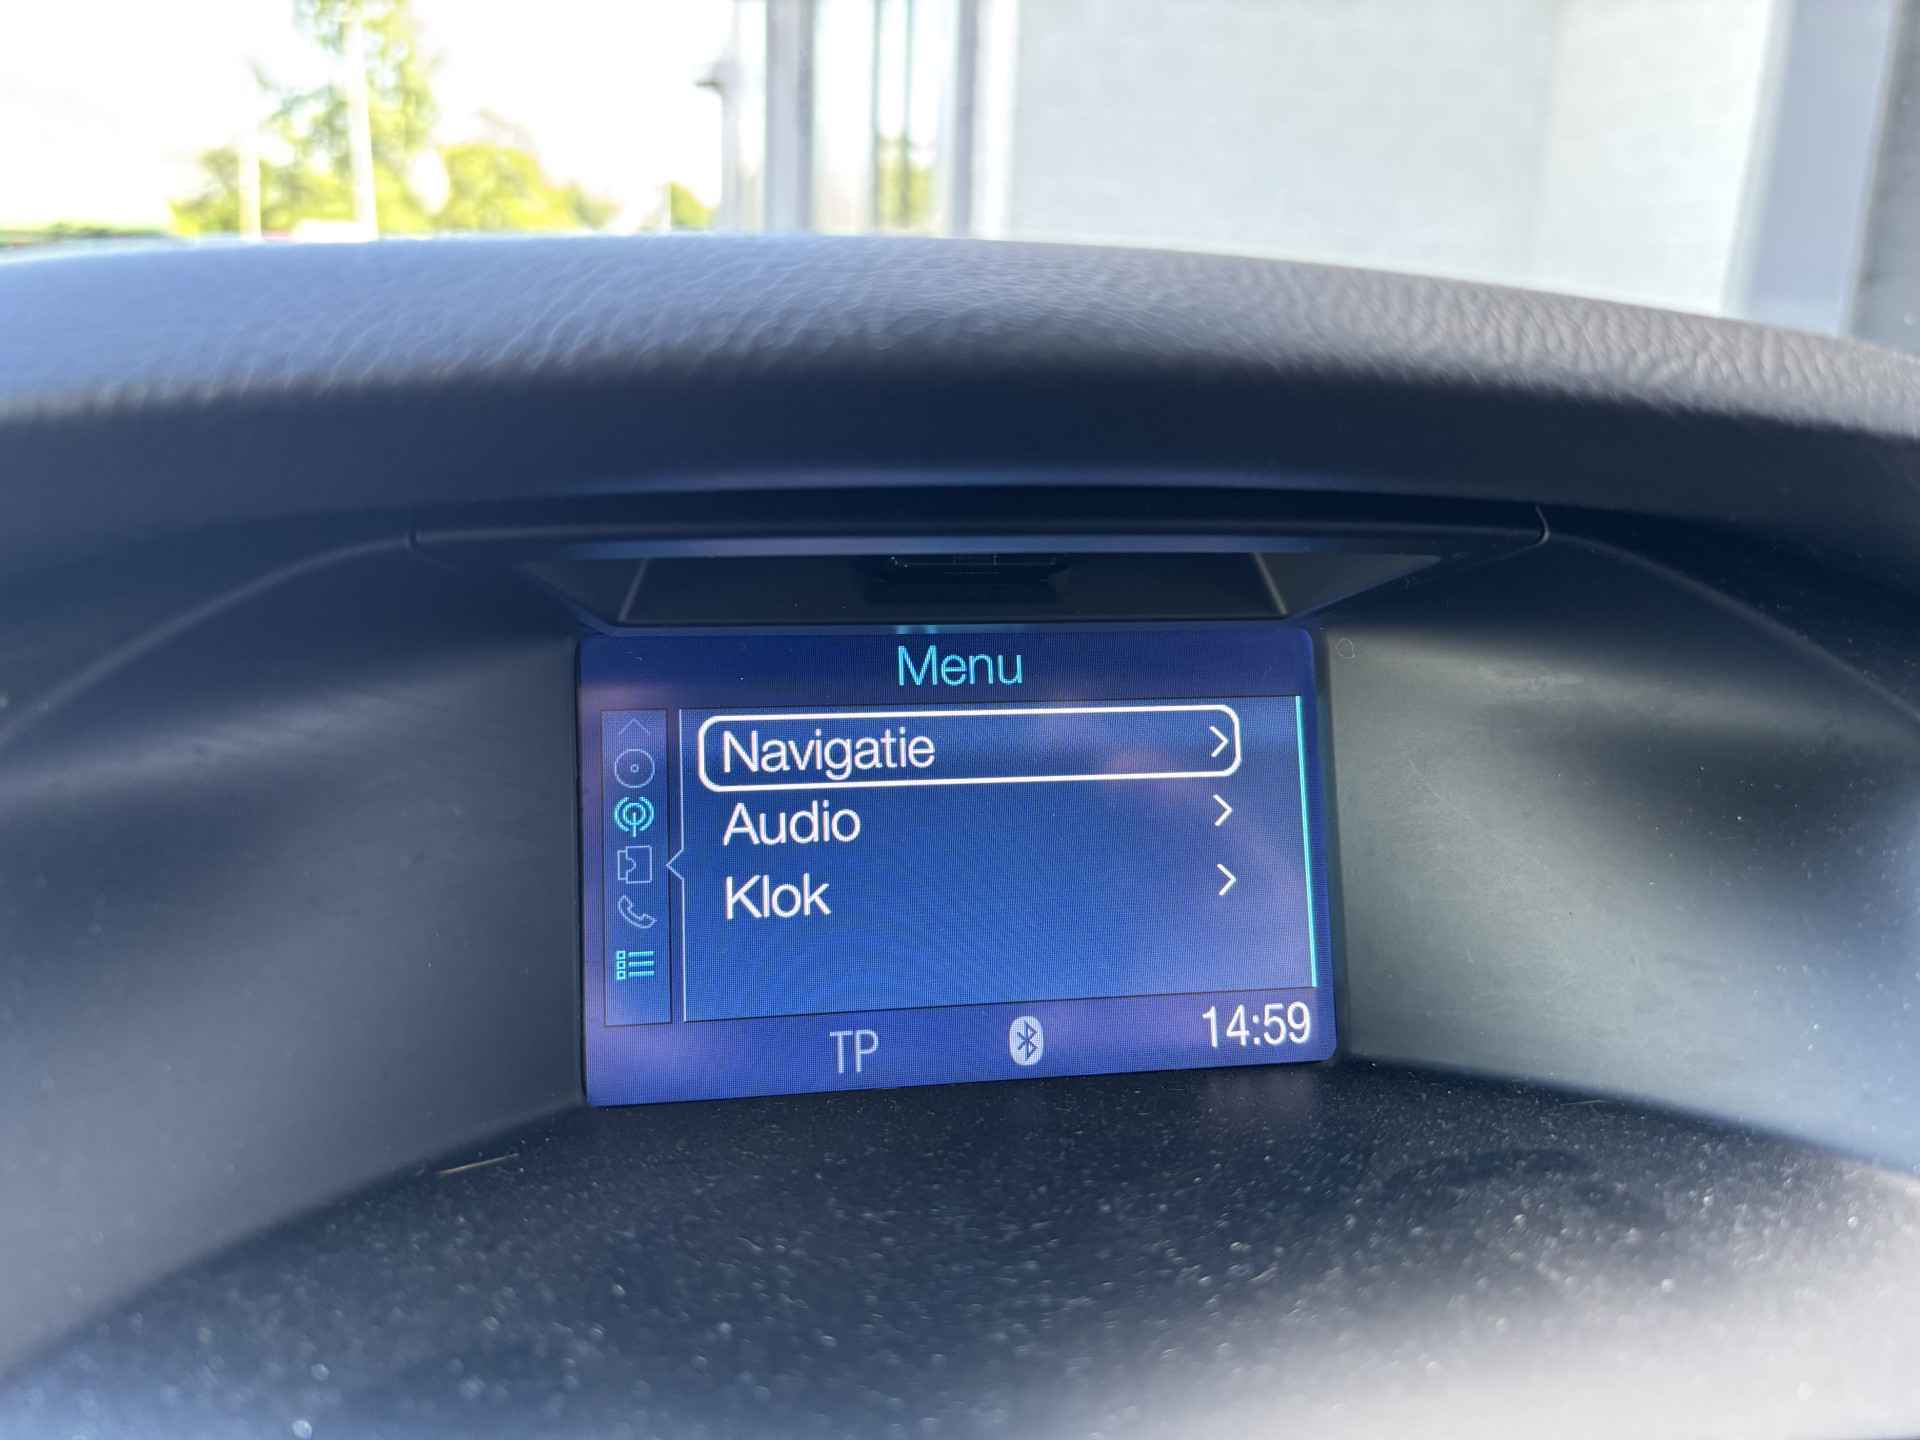 Menu
Navigatie
Audio
Klok
TP
14:59